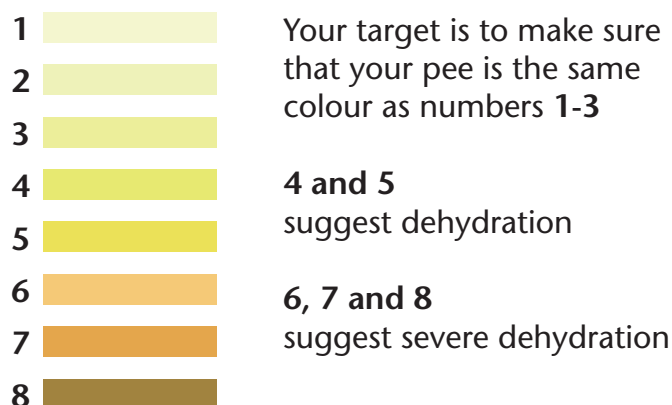 1
2
3
4
5
6
7
8
Your target is to make sure
that your pee is the same
colour as numbers 1-3
4 and 5
suggest dehydration
6, 7 and 8
suggest severe dehydration